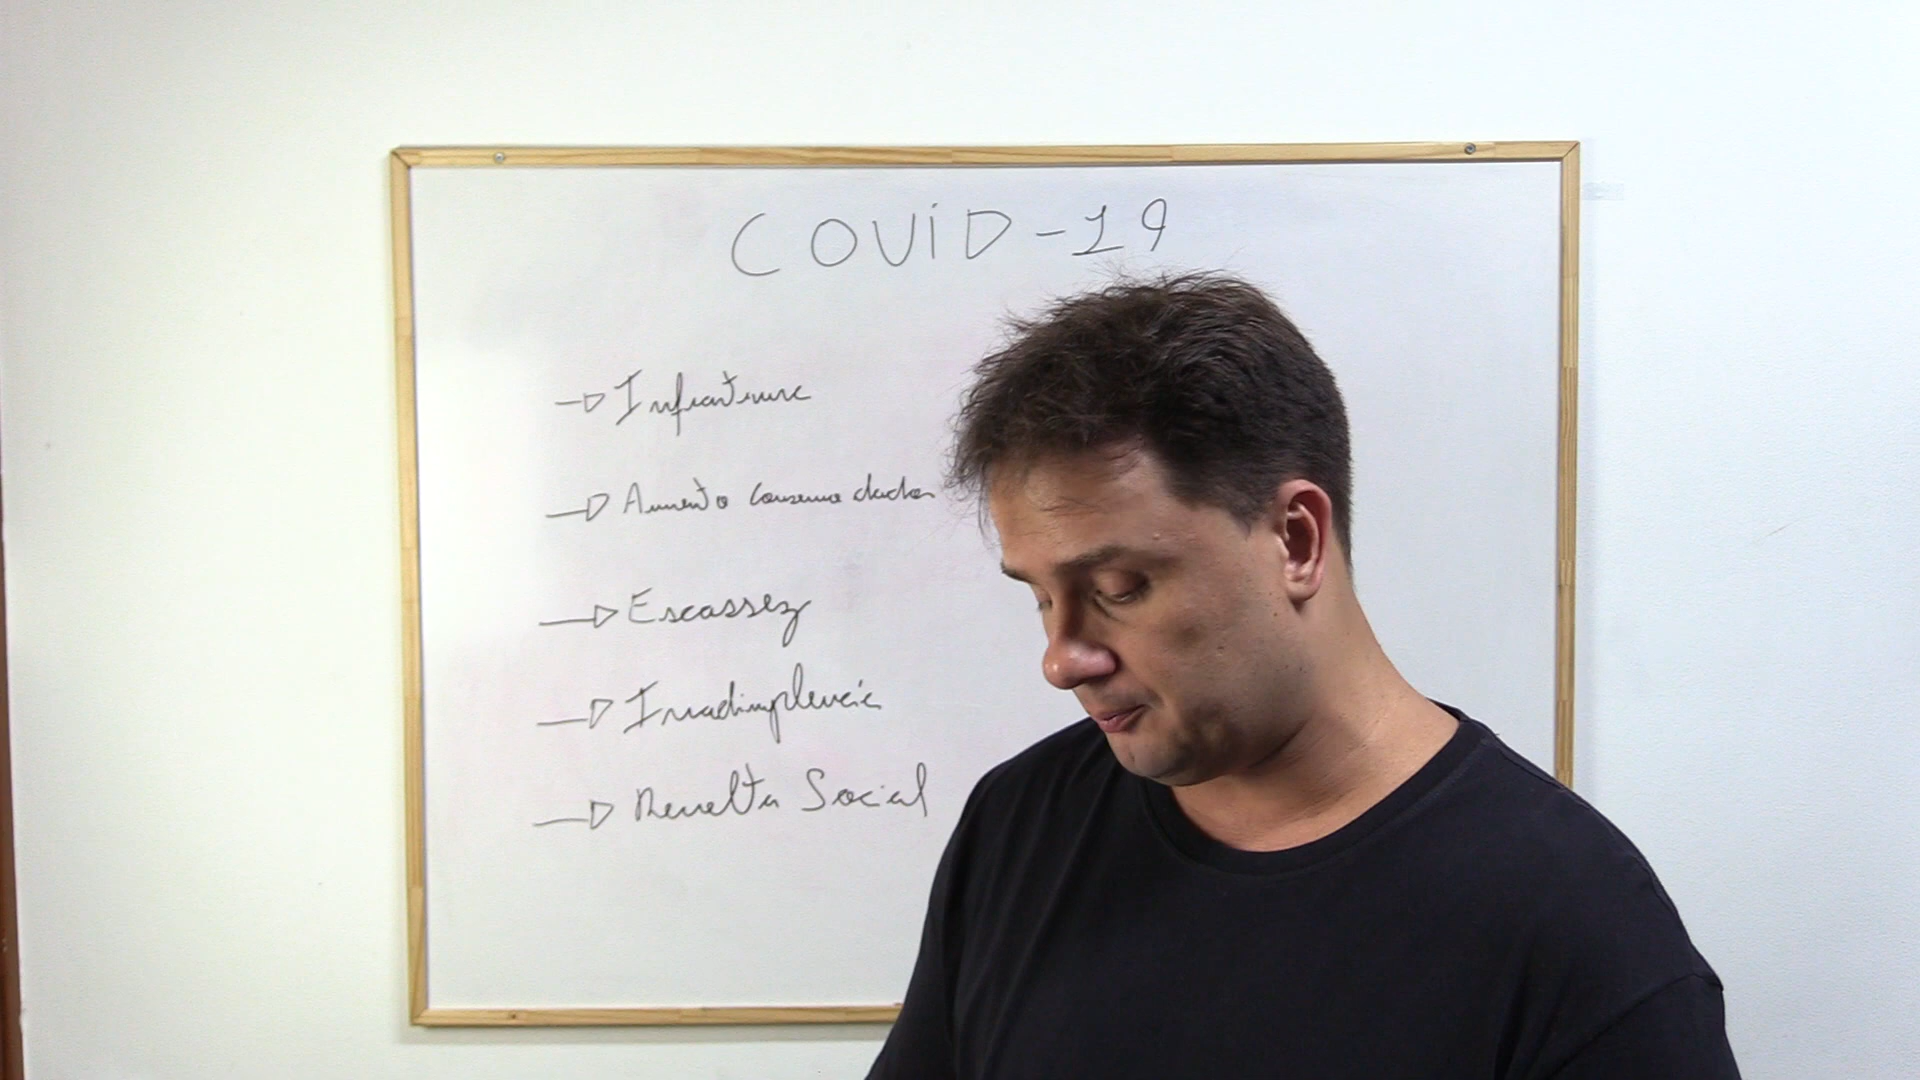 COVID-19
Infraestrutura
Aumento consumo dados
Escassez
Inadimplência
Revolta Social